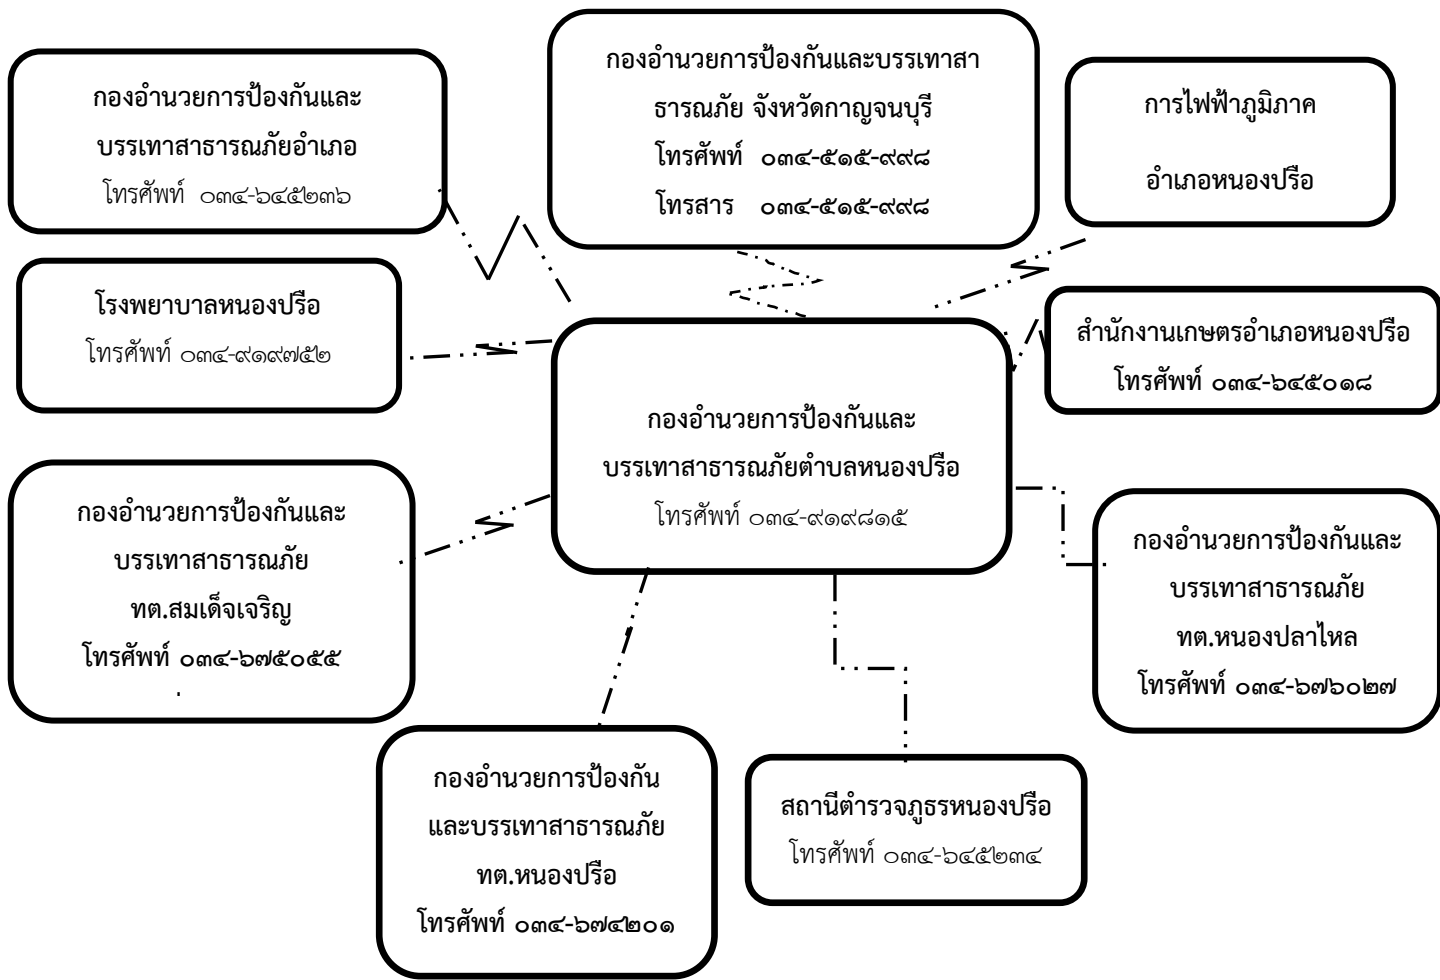 กองอำนวยการป้องกันและ
บรรเทาสาธารณภัยอำเภอ
โทรศัพท์ ๐๓๔-๖๔๕๒๓๖
กองอำนวยการป้องกันและบรรเทาสา
ธารณภัย จังหวัดกาญจนบุรี
โทรศัพท์ ๐๓๔-๕๑๕-๙๙๘
โทรสาร ๐๓๔-๕๑๕-๙๙๘
การไฟฟ้าภูมิภาค
อำเภอหนองปรือ
โรงพยาบาลหนองปรือ
โทรศัพท์ ๐๓๔-๙๑๙๗๕๒
สำนักงานเกษตรอำเภอหนองปรือ
โทรศัพท์ ๐๓๔-๖๔๕๐๑๘
กองอำนวยการป้องกันและ
บรรเทาสาธารณภัยตำบลหนองปรือ
โทรศัพท์ ๐๓๔-๙๑๙๘๑๕
กองอำนวยการป้องกันและ
บรรเทาสาธารณภัย
ทต.สมเด็จเจริญ
โทรศัพท์ ๐๓๔-๖๗๕๐๕๕
กองอำนวยการป้องกันและ
บรรเทาสาธารณภัย
ทต.หนองปลาไหล
โทรศัพท์ ๐๓๔-๖๗๖๐๒๗
กองอำนวยการป้องกัน
และบรรเทาสาธารณภัย
ทต.หนองปรือ
โทรศัพท์ ๐๓๔-๖๗๔๒๐๑
สถานีตำรวจภูธรหนองปรือ
โทรศัพท์ ๐๓๔-๖๔๕๒๓๔